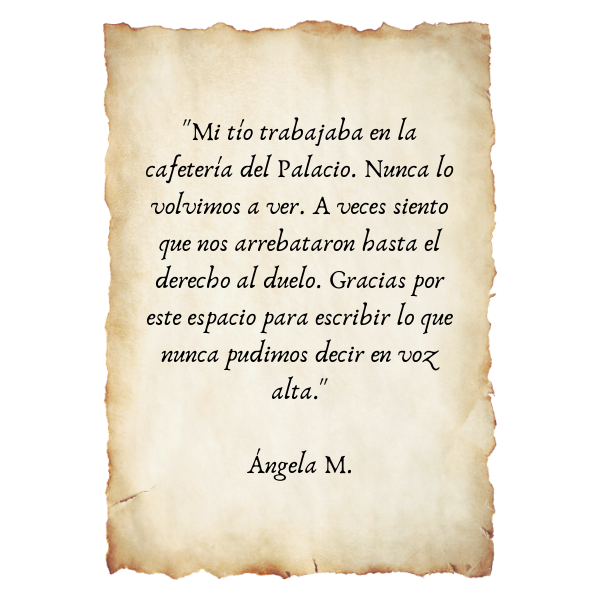 "Mi tío trabajaba en la
cafetería del Palacio. Nunca lo
volvimos a ver. A veces siento
que nos arrebataron hasta el
derecho al duelo. Gracias por
este espacio para escribir lo que
nunca pudimos decir en voz
alta."
Ángela M.